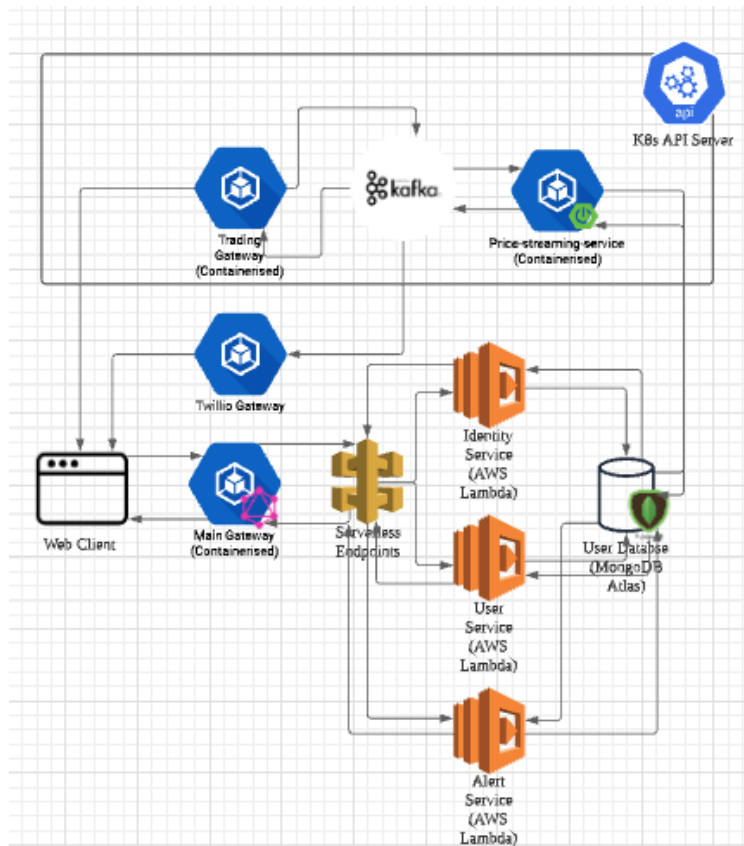 api
K8s API Server
kafka
Trading
Gateway
(Containerised)
Price-streaming-service
(Containerised)
Twillio Gateway
Identity
Service
(AWS
Lambda)
Web Client
Main Gateway
(Containerised)
Serverless
Endpoints
User Databse
(MongoDB
Atlas)
User
Service
(AWS
Lambda)
Alert
Service
(AWS
Lambda)